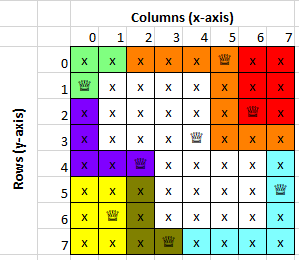 Columns (x-axis)
0 1 2 3 4 5 6 7
Rows (y-axis)
0 x x x x x ♛ x x
1 ♛ x x x x x x x
2 x x x x x x ♛ x
3 x x x x ♛ x x x
4 x x ♛ x x x x x
5 x x x x x x x ♛
6 x ♛ x x x x x x
7 x x x ♛ x x x x